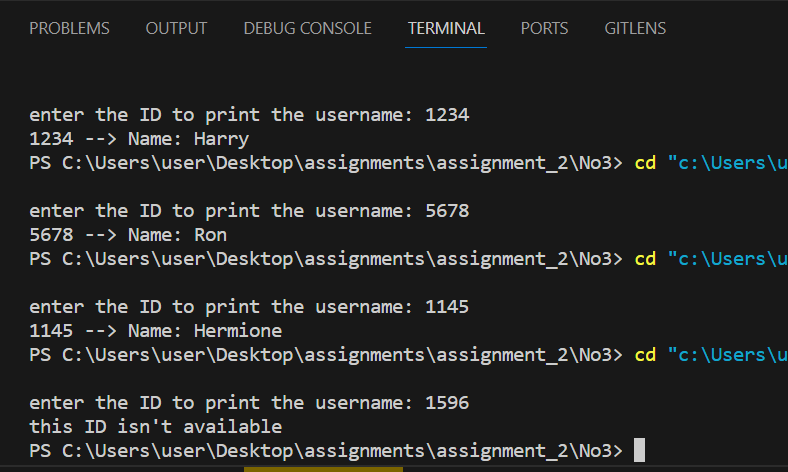 PROBLEMS OUTPUT DEBUG CONSOLE TERMINAL PORTS GITLENS
enter the ID to print the username: 1234
1234 --> Name: Harry
PS C:\Users\user\Desktop\assignments\assignment_2\No3> cd "c:\Users\u
enter the ID to print the username: 5678
5678 --> Name: Ron
PS C:\Users\user\Desktop\assignments\assignment_2\No3> cd "c:\Users\u
enter the ID to print the username: 1145
1145 --> Name: Hermione
PS C:\Users\user\Desktop\assignments\assignment_2\No3> cd "c:\Users\u
enter the ID to print the username: 1596
this ID isn't available
PS C:\Users\user\Desktop\assignments\assignment_2\No3>